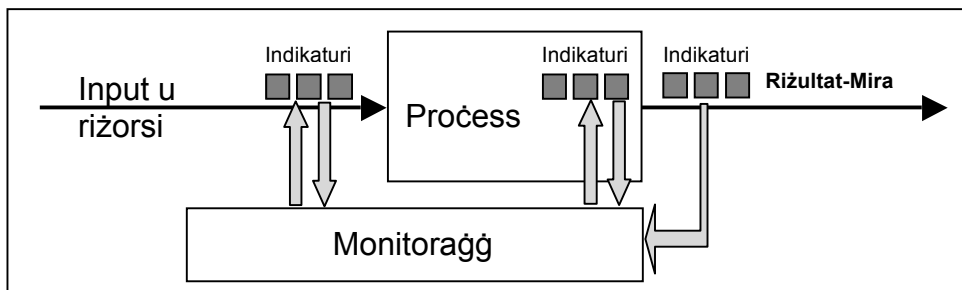 Indikaturi
Indikaturi
Indikaturi
Input u
riżorsi
Proċess
Riżultat-Mira
Monitoraġġ